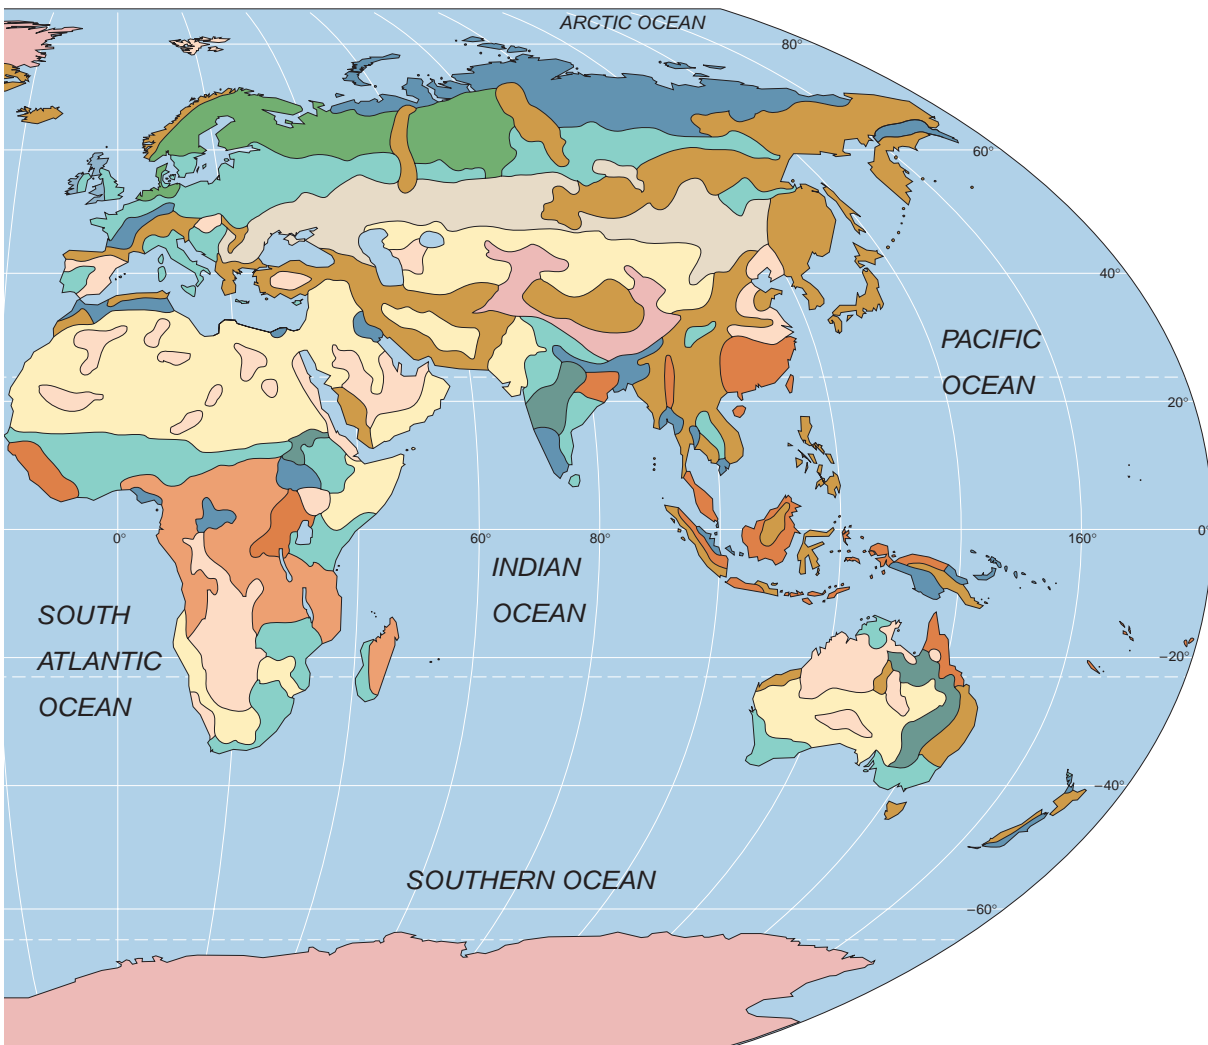 ARCTIC OCEAN
80°
60°
40°
PACIFIC
OCEAN
20°
0°
60°
80°
160°
0°
INDIAN
OCEAN
SOUTH
ATLANTIC
OCEAN
−20°
−40°
SOUTHERN OCEAN
−60°